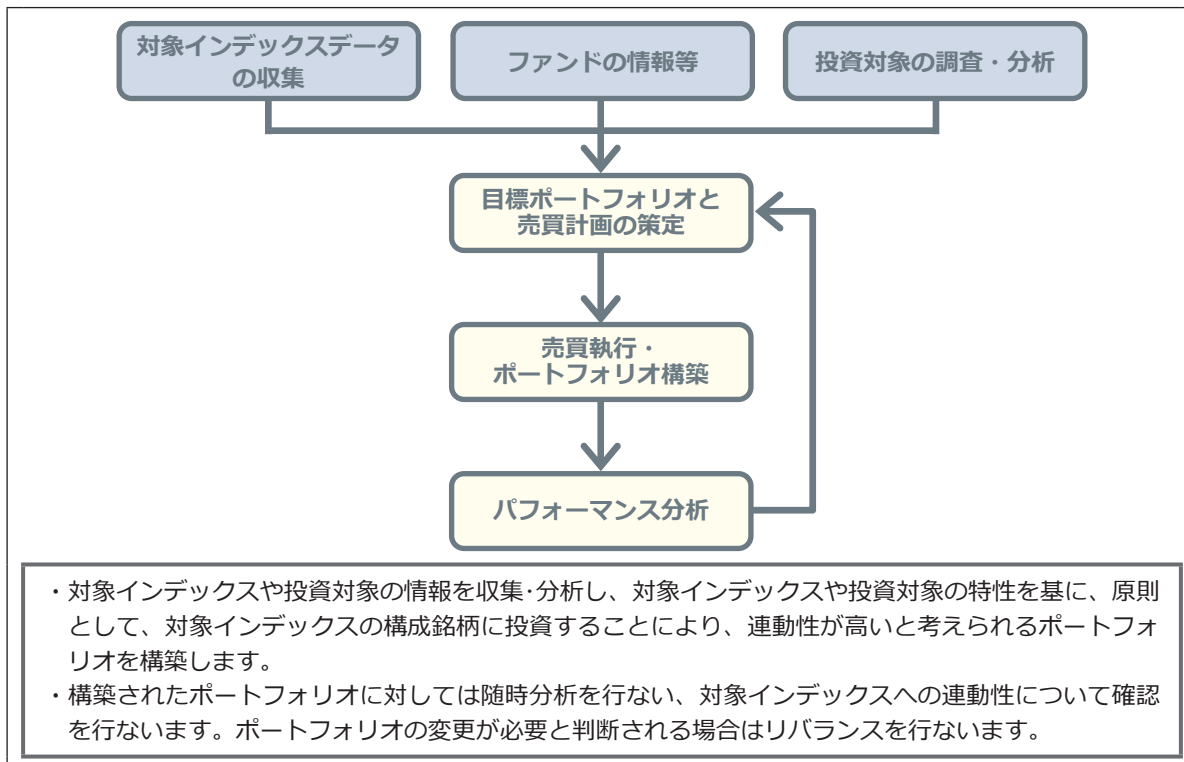 対象インデックスデータ
の収集
ファンドの情報等
投資対象の調査・分析
目標ポートフォリオと
売買計画の策定
売買執行・
ポートフォリオ構築
パフォーマンス分析
・対象インデックスや投資対象の情報を収集・分析し、対象インデックスや投資対象の特性を基に、原則
として、対象インデックスの構成銘柄に投資することにより、連動性が高いと考えられるポートフォ
リオを構築します。
・構築されたポートフォリオに対しては随時分析を行ない、対象インデックスへの連動性について確認
を行ないます。ポートフォリオの変更が必要と判断される場合はリバランスを行ないます。